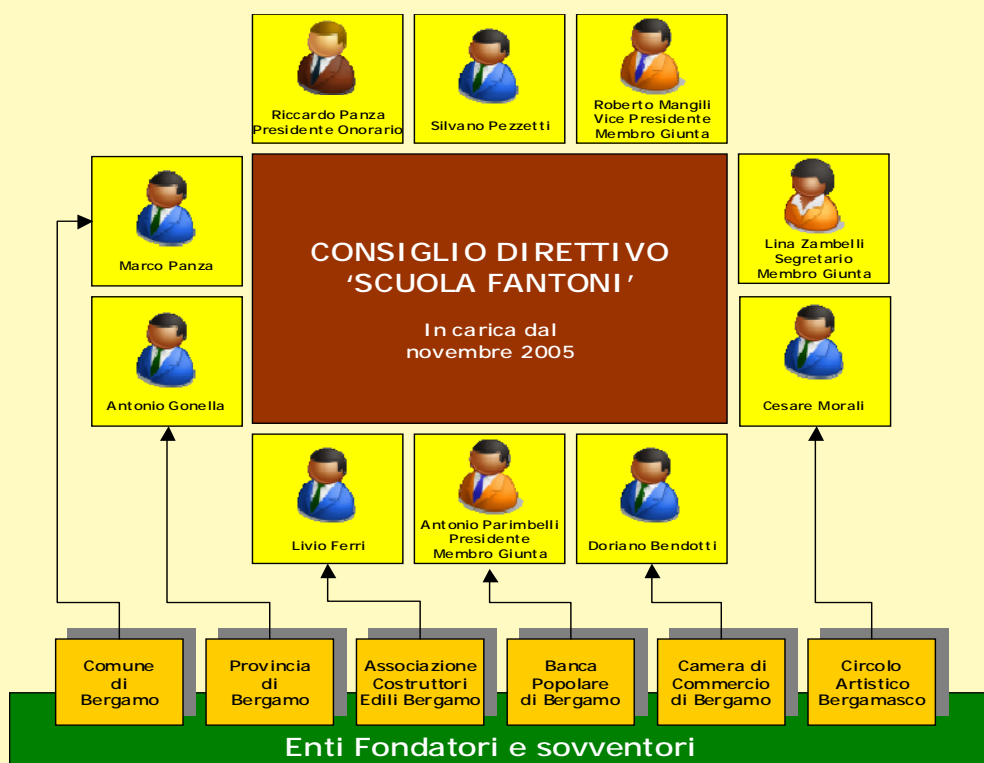 Riccardo Panza
Presidente Onorario
Silvano Pezzetti
Roberto Mangili
Vice Presidente
Membro Giunta
Marco Panza
CONSIGLIO DIRETTIVO
‘SCUOLA FANTONI’
In carica dal
novembre 2005
Lina Zambelli
Segretario
Membro Giunta
Antonio Gonella
Cesare Morali
Livio Ferri
Antonio Parimbelli
Presidente
Membro Giunta
Doriano Bendotti
Comune
di
Bergamo
Provincia
di
Bergamo
Associazione
Costruttori
Edili Bergamo
Banca
Popolare
di Bergamo
Camera di
Commercio
di Bergamo
Circolo
Artistico
Bergamasco
Enti Fondatori e sovventori